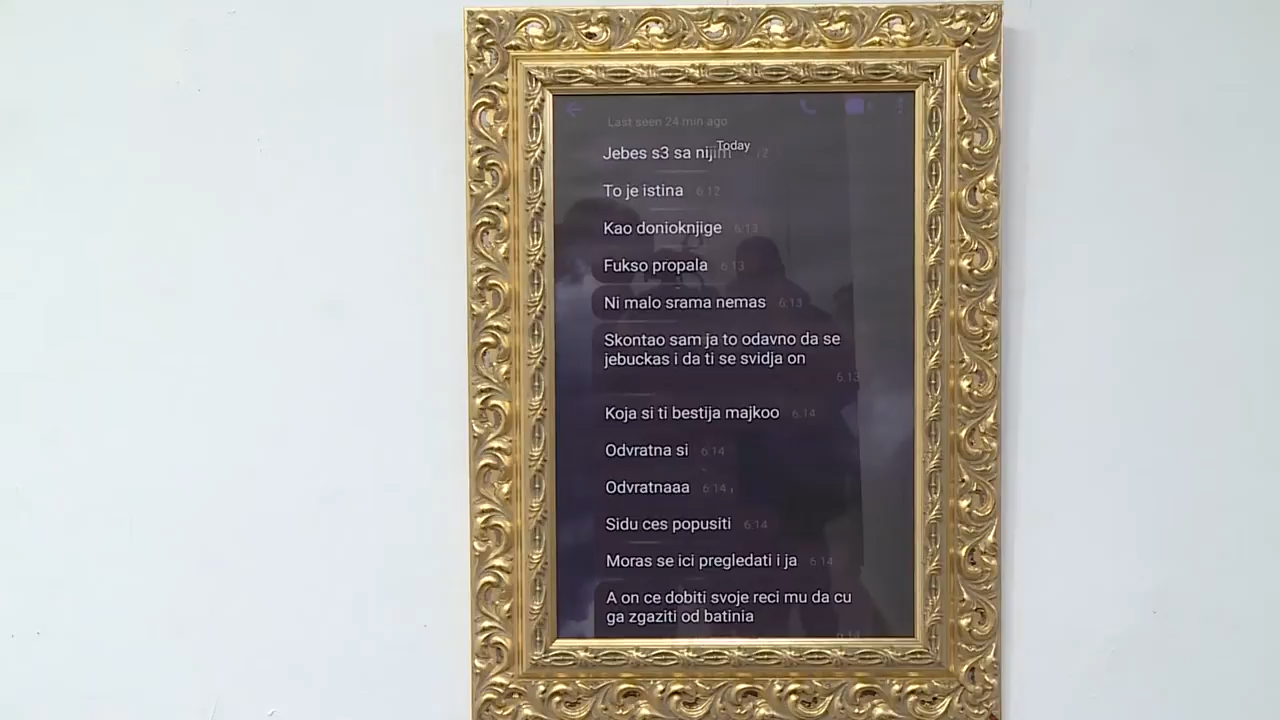 Last seen 24 min ago
Today
Jebes s3 sa nijim
To je istina 6:12
Kao donioknjige 6:13
Fukso propala 6:13
Ni malo srama nemas 6:13
Skontao sam ja to odavno da se
jebuckas i da ti se svidja on
6:13
Koja si ti bestija majkoo 6:14
Odvratna si 6:14
Odvratnaaa 6:14
Sidu ces popusiti 6:14
Moras se ici pregledati i ja 6:14
A on ce dobiti svoje reci mu da cu
ga zgaziti od batinia